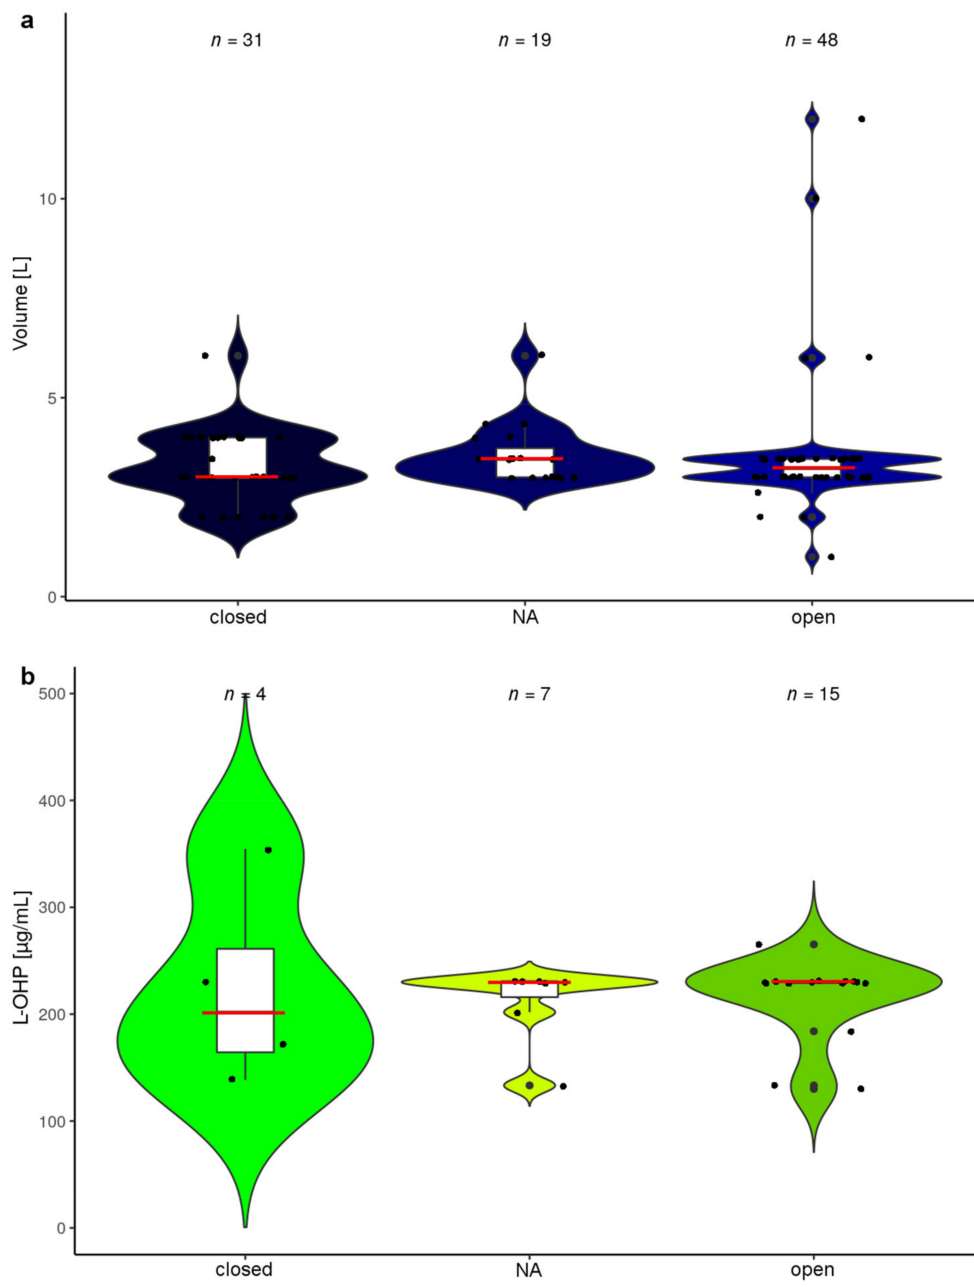 a
n = 31
n = 19
n = 48
Volume [L]
10
5
0
closed
NA
open
b
n = 4
n = 7
n = 15
L-OHP [µg/mL]
500
400
300
200
100
0
closed
NA
open